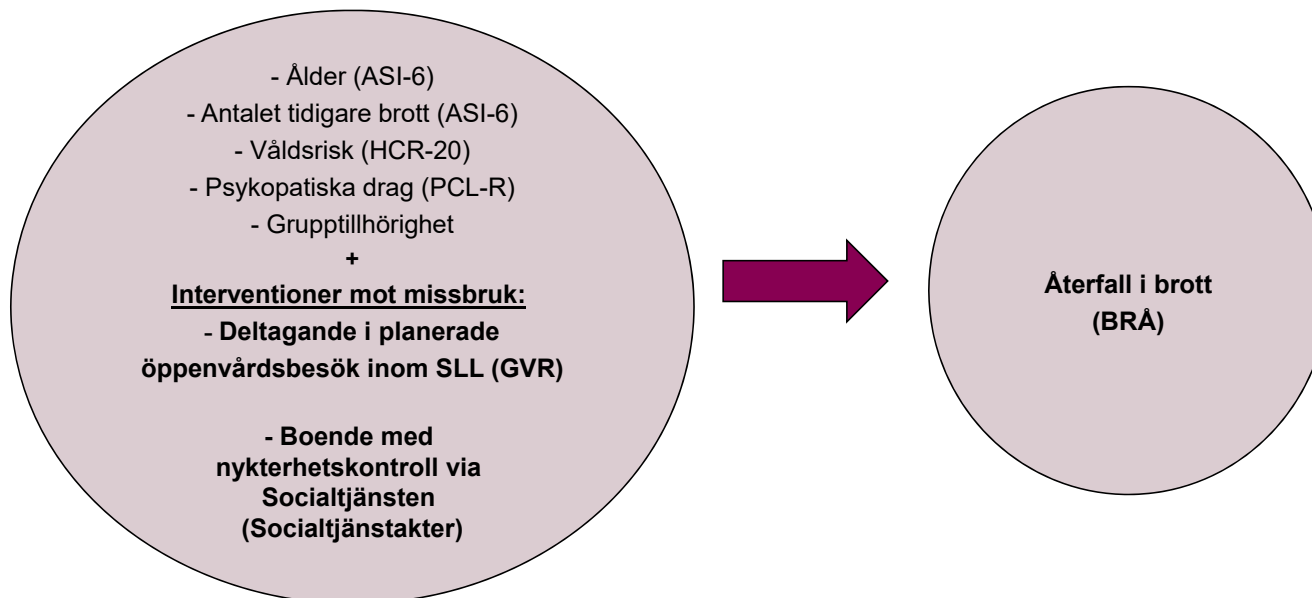 - Ålder (ASI-6)
- Antalet tidigare brott (ASI-6)
- Våldsrisk (HCR-20)
- Psykopatiska drag (PCL-R)
- Grupptillhörighet
+
Interventioner mot missbruk:
- Deltagande i planerade
öppenvårdsbesök inom SLL (GVR)
- Boende med
nykterhetskontroll via
Socialtjänsten
(Socialtjänstakter)
Återfall i brott
(BRÅ)